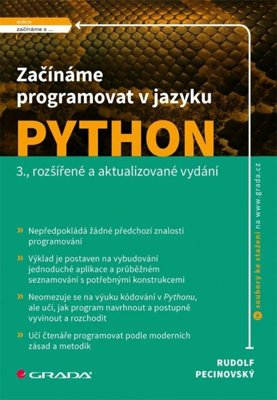 edice
začínáme s ...
Začínáme
programovat v jazyku
PYTHON
3., rozšířené a aktualizované vydání
soubory ke stažení na www.grada.cz
» Nepředpokládá žádné předchozí znalosti
programování
» Výklad je postaven na vybudování
jednoduché aplikace a průběžném
seznamování s potřebnými konstrukcemi
» Neomezuje se na výuku kódování v Pythonu,
ale učí, jak program navrhnout a postupně
vyvinout a rozchodit
» Učí čtenáře programovat podle moderních
zásad a metodik
GRADA
RUDOLF
PECINOVSKÝ